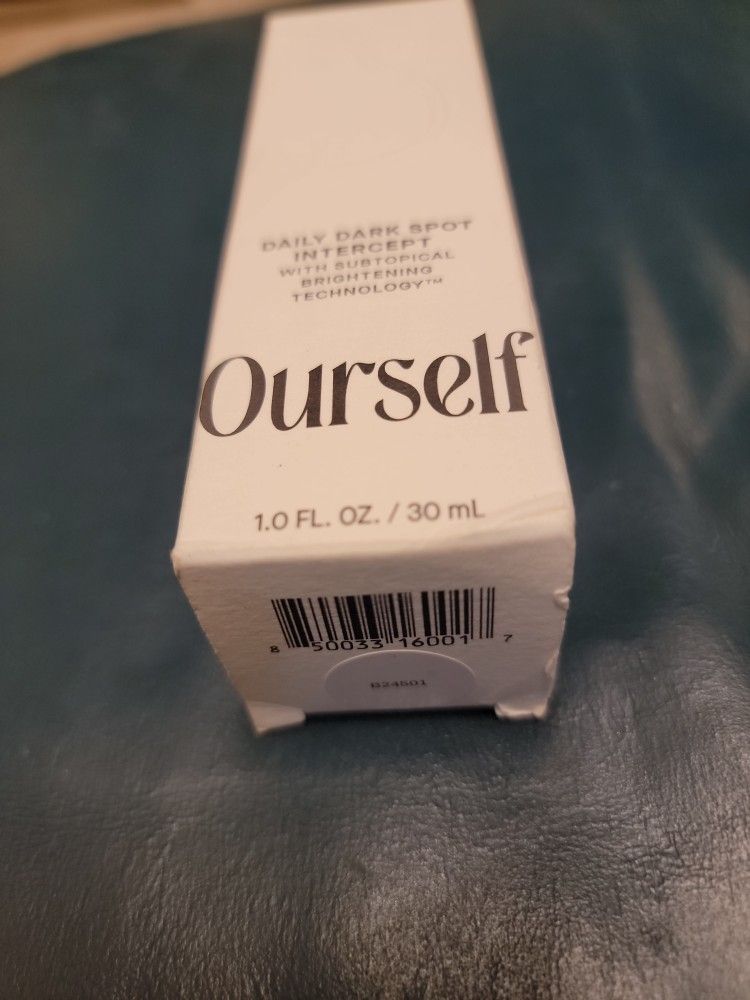 DAILY DARK SPOT
INTERCEPT
WITH SUBTOPICAL
BRIGHTENING
TECHNOLOGY™
Ourself
1.0 FL. OZ. / 30 mL
8 50033 16001 7
B24501